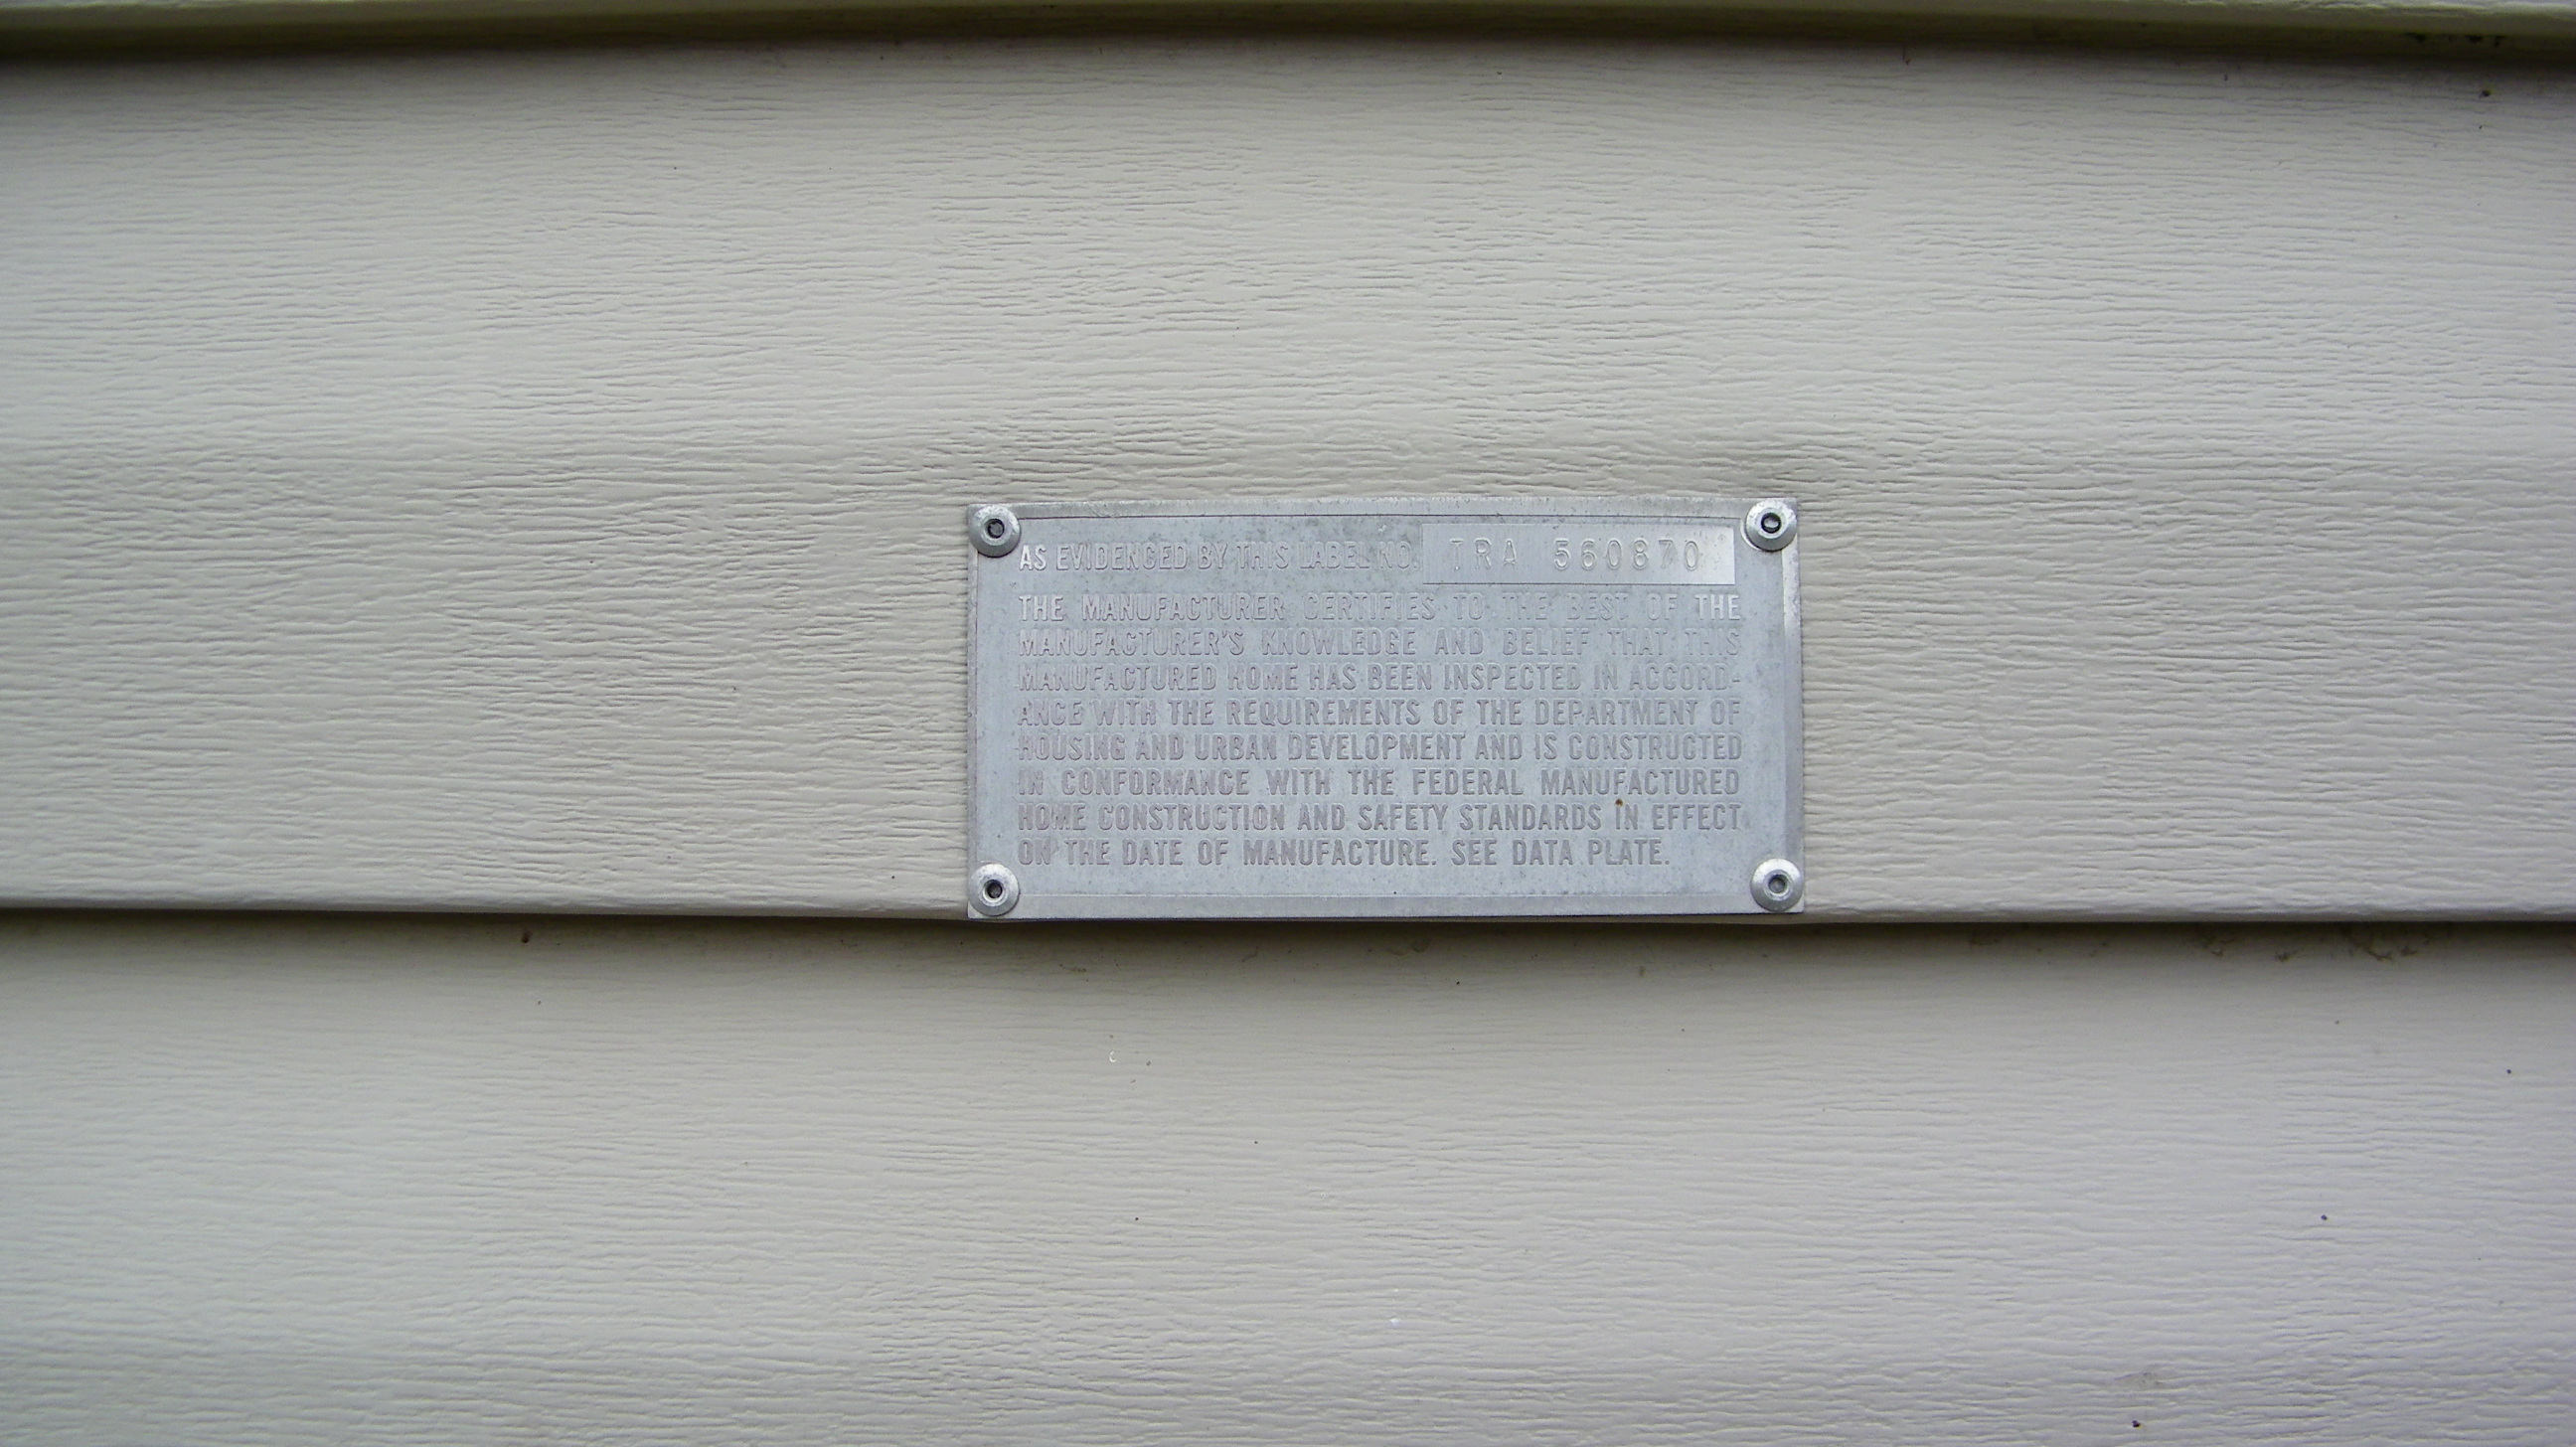 AS EVIDENCED BY THIS LABEL NO. TRA 560870
THE MANUFACTURER CERTIFIES TO THE BEST OF THE
MANUFACTURER'S KNOWLEDGE AND BELIEF THAT THIS
MANUFACTURED HOME HAS BEEN INSPECTED IN ACCORD-
ANCE WITH THE REQUIREMENTS OF THE DEPARTMENT OF
HOUSING AND URBAN DEVELOPMENT AND IS CONSTRUCTED
IN CONFORMANCE WITH THE FEDERAL MANUFACTURED
HOME CONSTRUCTION AND SAFETY STANDARDS IN EFFECT
ON THE DATE OF MANUFACTURE. SEE DATA PLATE.